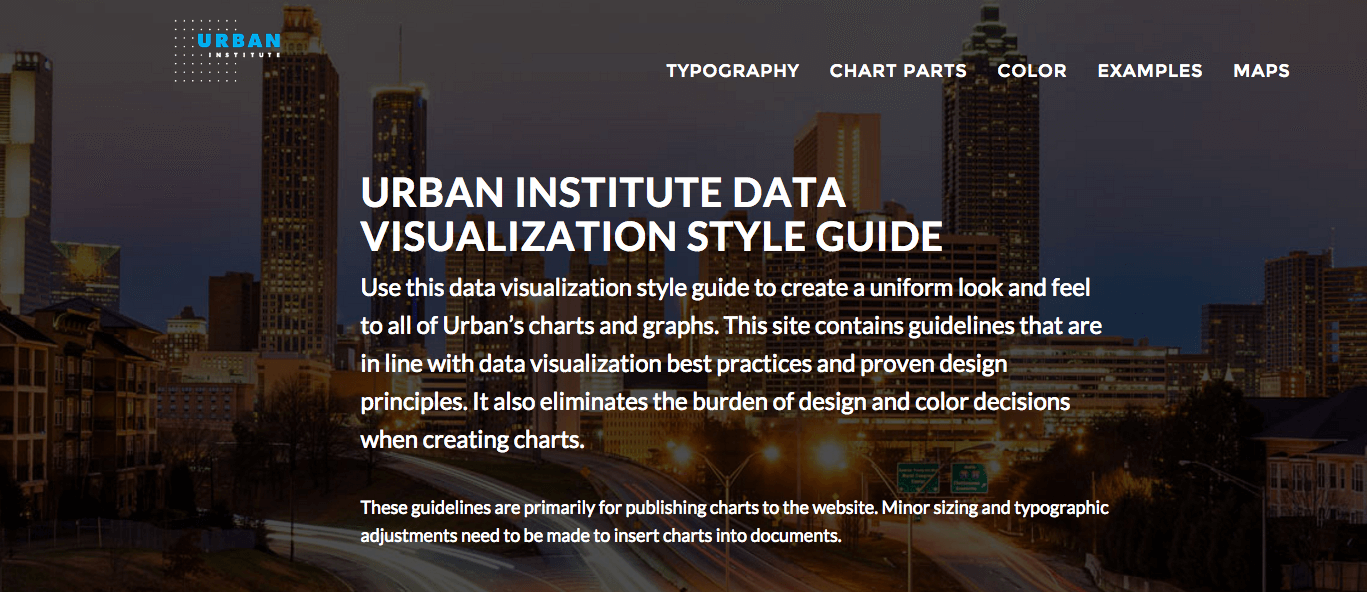 URBAN
INSTITUTE
TYPOGRAPHY CHART PARTS COLOR EXAMPLES MAPS
URBAN INSTITUTE DATA
VISUALIZATION STYLE GUIDE
Use this data visualization style guide to create a uniform look and feel
to all of Urban’s charts and graphs. This site contains guidelines that are
in line with data visualization best practices and proven design
principles. It also eliminates the burden of design and color decisions
when creating charts.
These guidelines are primarily for publishing charts to the website. Minor sizing and typographic
adjustments need to be made to insert charts into documents.